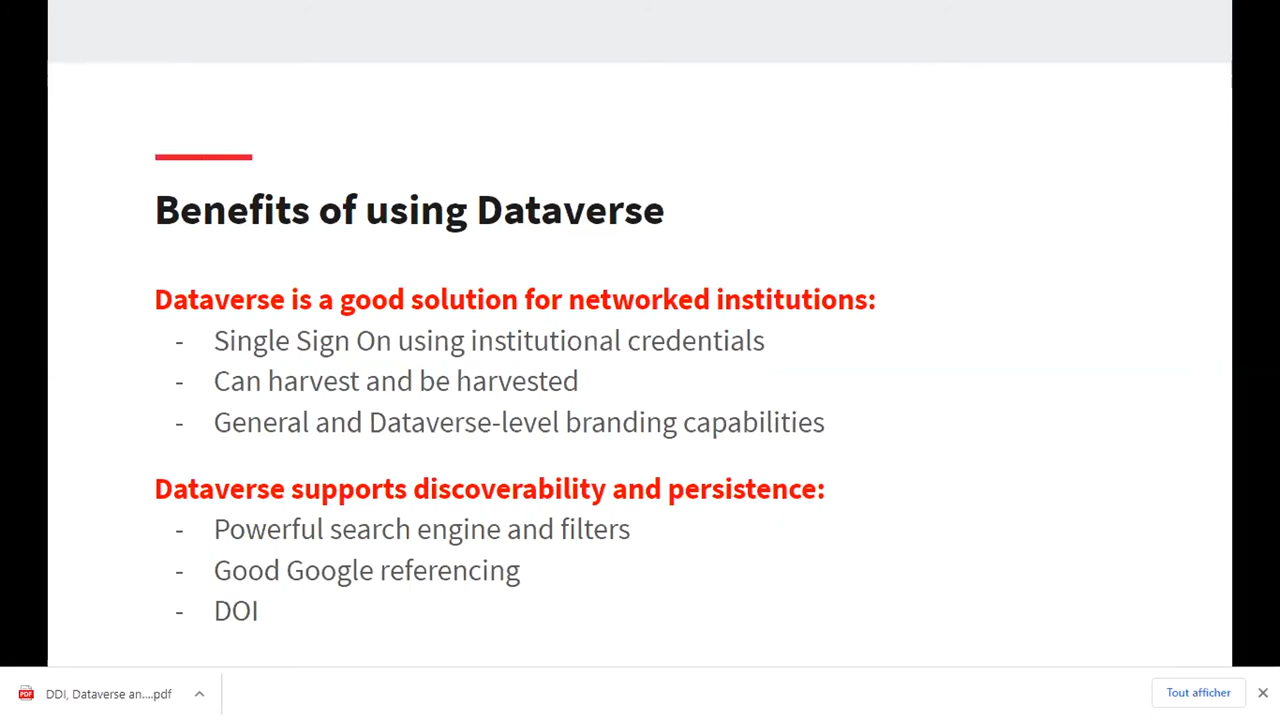 Benefits of using Dataverse
Dataverse is a good solution for networked institutions:
- Single Sign On using institutional credentials
- Can harvest and be harvested
- General and Dataverse-level branding capabilities
Dataverse supports discoverability and persistence:
- Powerful search engine and filters
- Good Google referencing
- DOI
PDF DDI, Dataverse an....pdf Tout afficher